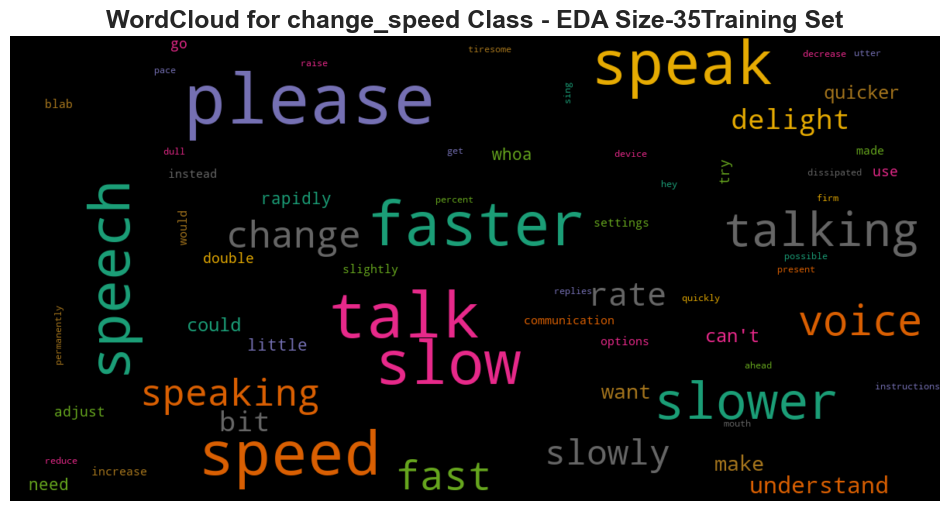 WordCloud for change_speed Class - EDA Size-35Training Set
go
tiresome
speak
decrease
utter
pace
raise
please
sing
quicker
blab
delight
dull
get
whoa
device
made
instead
try
dissipated
use
hey
speech
rapidly
percent
firm
would
change
faster
settings
talking
double
slightly
possible
present
permanently
replies
rate
quickly
talk
could
communication
voice
little
options
can't
slow
ahead
instructions
speaking
want
slower
adjust
bit
mouth
speed
slowly
reduce
increase
fast
make
need
understand